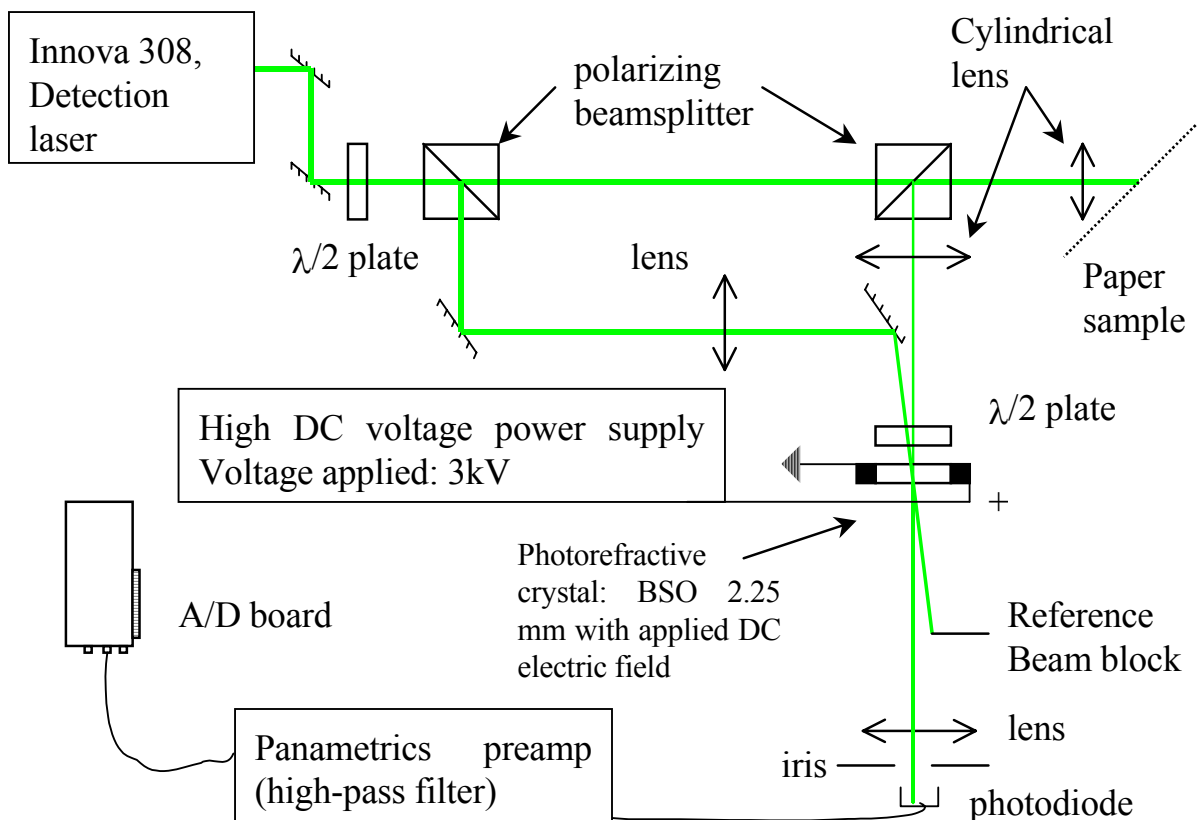 Innova 308,
Detection
laser
polarizing
beamsplitter
Cylindrical
lens
λ/2 plate
lens
Paper
sample
High DC voltage power supply
Voltage applied: 3kV
λ/2 plate
+
Photorefractive
crystal: BSO 2.25
mm with applied DC
electric field
A/D board
Reference
Beam block
Panametrics preamp
(high-pass filter)
lens
iris
photodiode